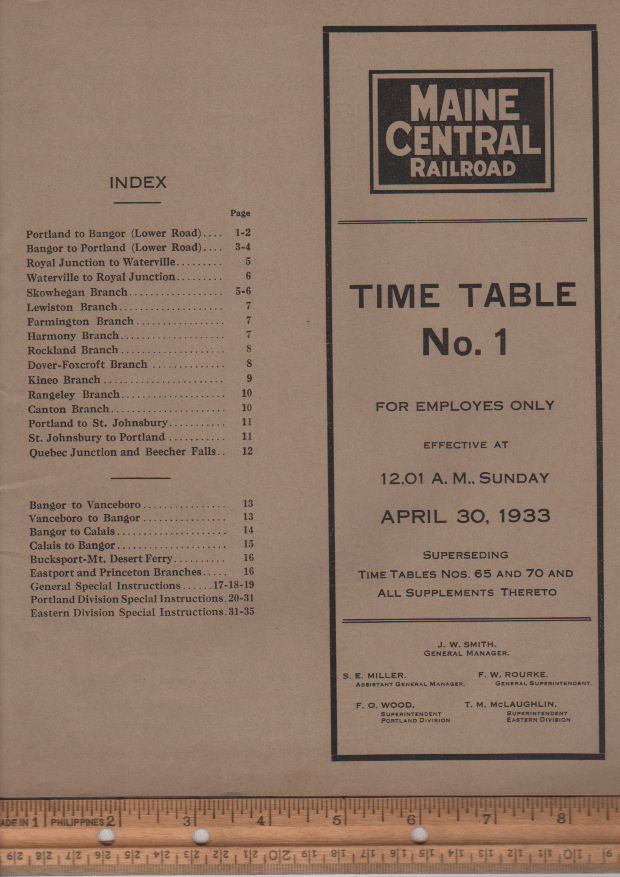 INDEX
Page
Portland to Bangor (Lower Road).... 1-2
Bangor to Portland (Lower Road).... 3-4
Royal Junction to Waterville......... 5
Waterville to Royal Junction......... 6
Skowhegan Branch.................. 5-6
Lewiston Branch.................... 7
Farmington Branch................. 7
Harmony Branch.................... 7
Rockland Branch.................... 8
Dover-Foxcroft Branch .............. 8
Kineo Branch ....................... 9
Rangeley Branch.................... 10
Canton Branch...................... 10
Portland to St. Johnsbury........... 11
St. Johnsbury to Portland ........... 11
Quebec Junction and Beecher Falls.. 12
Bangor to Vanceboro ................ 13
Vanceboro to Bangor ................ 13
Bangor to Calais..................... 14
Calais to Bangor..................... 15
Bucksport-Mt. Desert Ferry.......... 16
Eastport and Princeton Branches..... 16
General Special Instructions......17-18-19
Portland Division Special Instructions.20-31
Eastern Division Special Instructions.31-35
MAINE
CENTRAL
RAILROAD
TIME TABLE
No. 1
FOR EMPLOYES ONLY
EFFECTIVE AT
12.01 A. M., SUNDAY
APRIL 30, 1933
SUPERSEDING
TIME TABLES NOS. 65 AND 70 AND
ALL SUPPLEMENTS THERETO
J. W. SMITH,
GENERAL MANAGER.
S. E. MILLER, F. W. ROURKE,
ASSISTANT GENERAL MANAGER. GENERAL SUPERINTENDENT.
F. O. WOOD, T. M. McLAUGHLIN,
SUPERINTENDENT SUPERINTENDENT
PORTLAND DIVISION EASTERN DIVISION
ADE IN 1 PHILIPPINES 2 3 4 5 6 7 8